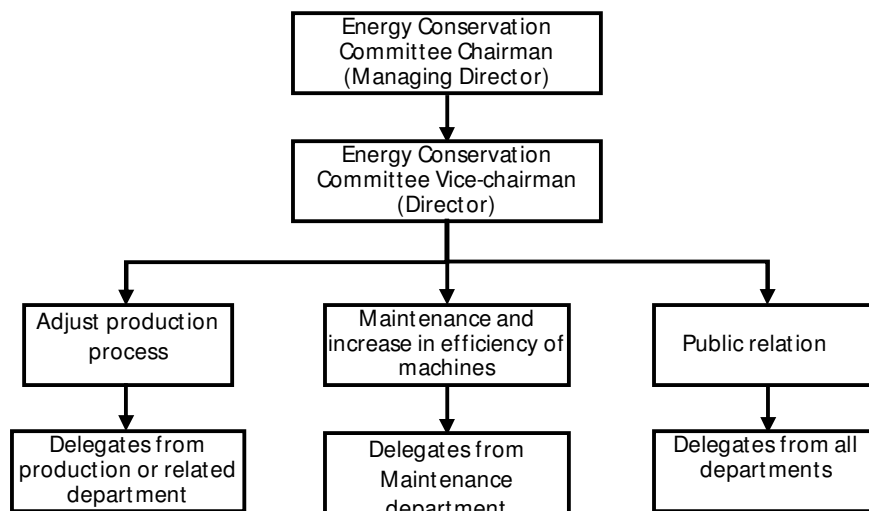 Energy Conservation
Committee Chairman
(Managing Director)
Energy Conservation
Committee Vice-chairman
(Director)
Adjust production
process
Maintenance and
increase in efficiency of
machines
Public relation
Delegates from
production or related
department
Delegates from
Maintenance
department
Delegates from all
departments